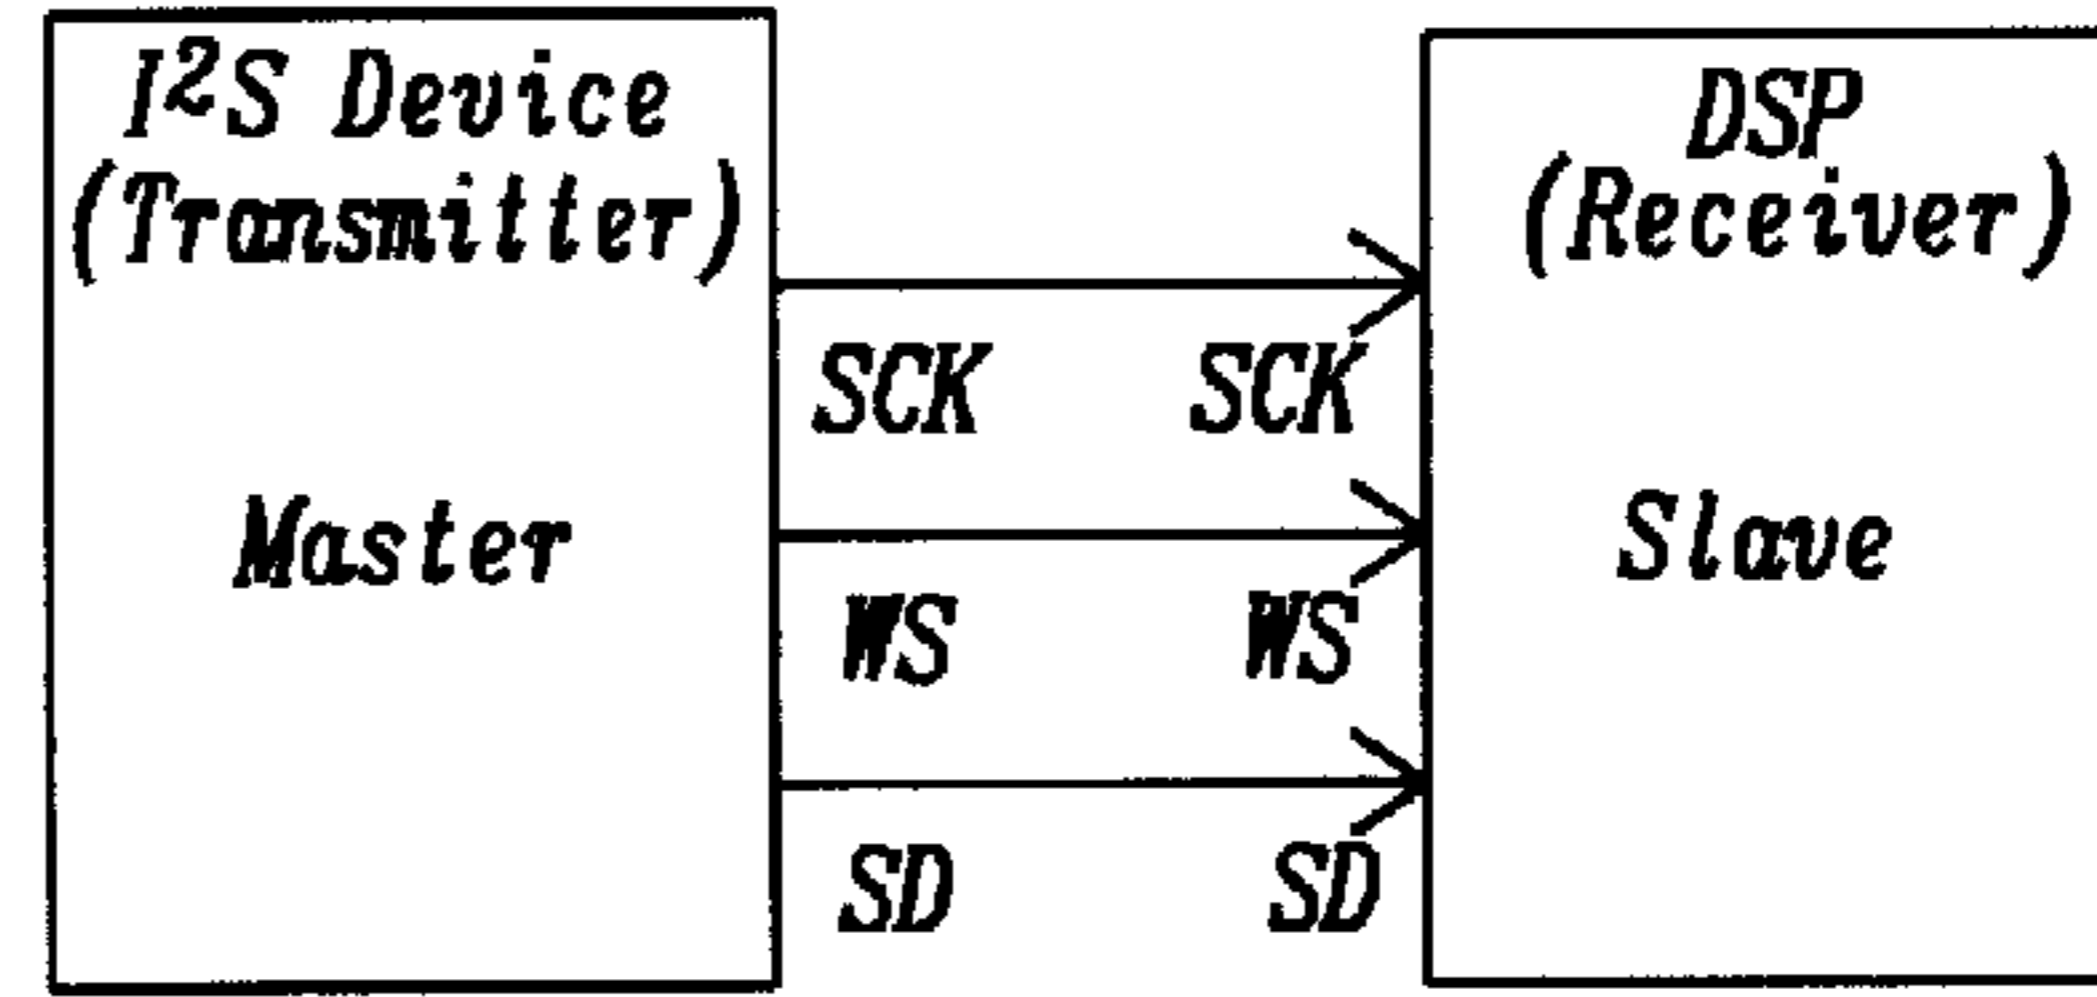 I²S Device
(Transmitter)
Master
SCK
SCK
WS
WS
SD
SD
DSP
(Receiver)
Slave